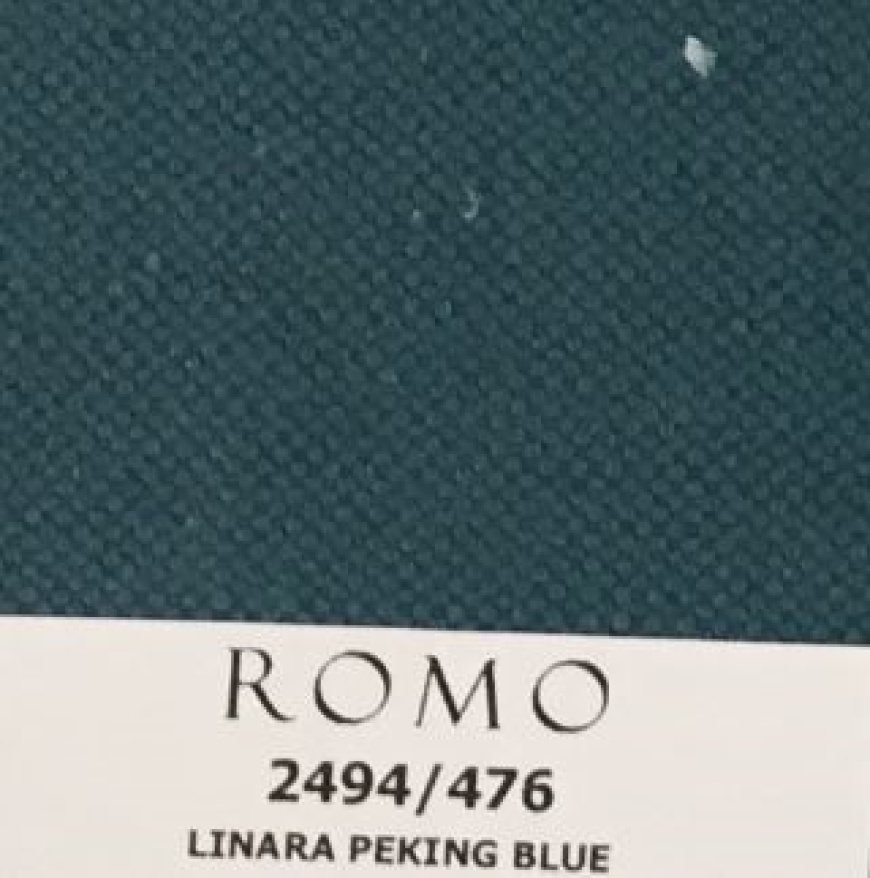 ROMO
2494/476
LINARA PEKING BLUE